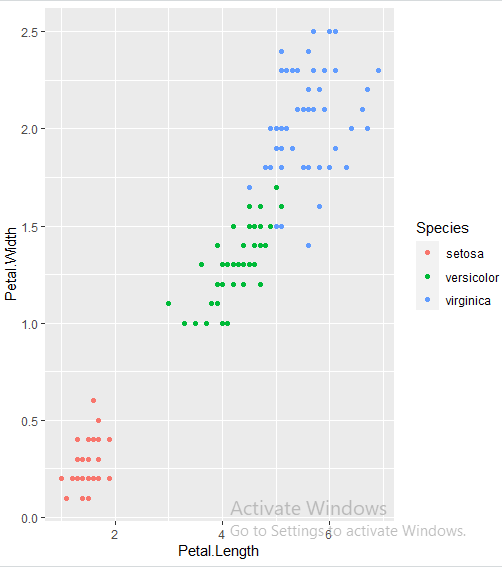 2.5
2.0
1.5
1.0
0.5
0.0
Petal.Width
2
4
6
Petal.Length
Species
setosa
versicolor
virginica
Activate Windows
Go to Settings to activate Windows.